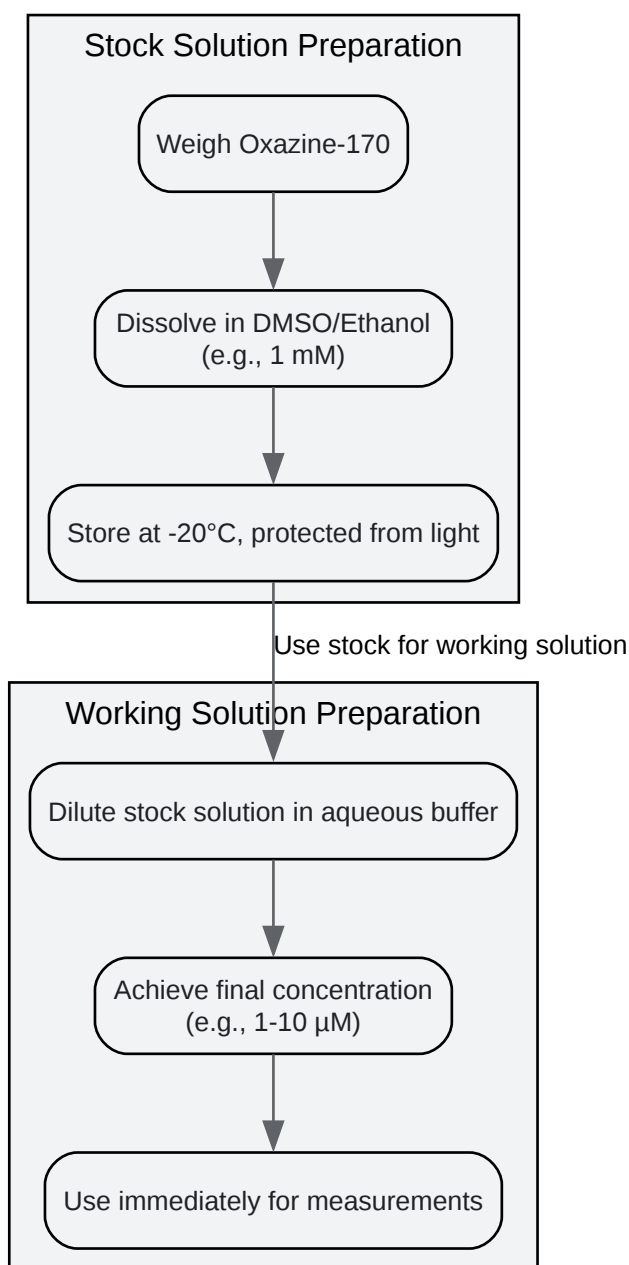 Stock Solution Preparation
Weigh Oxazine-170
Dissolve in DMSO/Ethanol
(e.g., 1 mM)
Store at -20°C, protected from light
Use stock for working solution
Working Solution Preparation
Dilute stock solution in aqueous buffer
Achieve final concentration
(e.g., 1-10 µM)
Use immediately for measurements